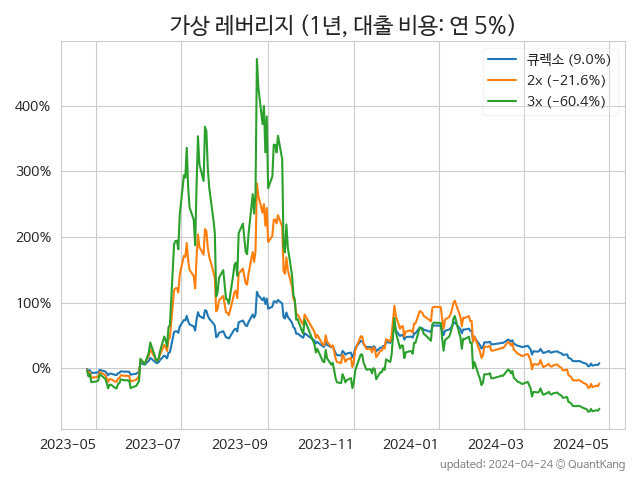 가상 레버리지 (1년, 대출 비용: 연 5%)
큐렉소 (9.0%)
2x (-21.6%)
3x (-60.4%)
400%
300%
200%
100%
0%
2023-05 2023-07 2023-09 2023-11 2024-01 2024-03 2024-05
updated: 2024-04-24 © QuantKang